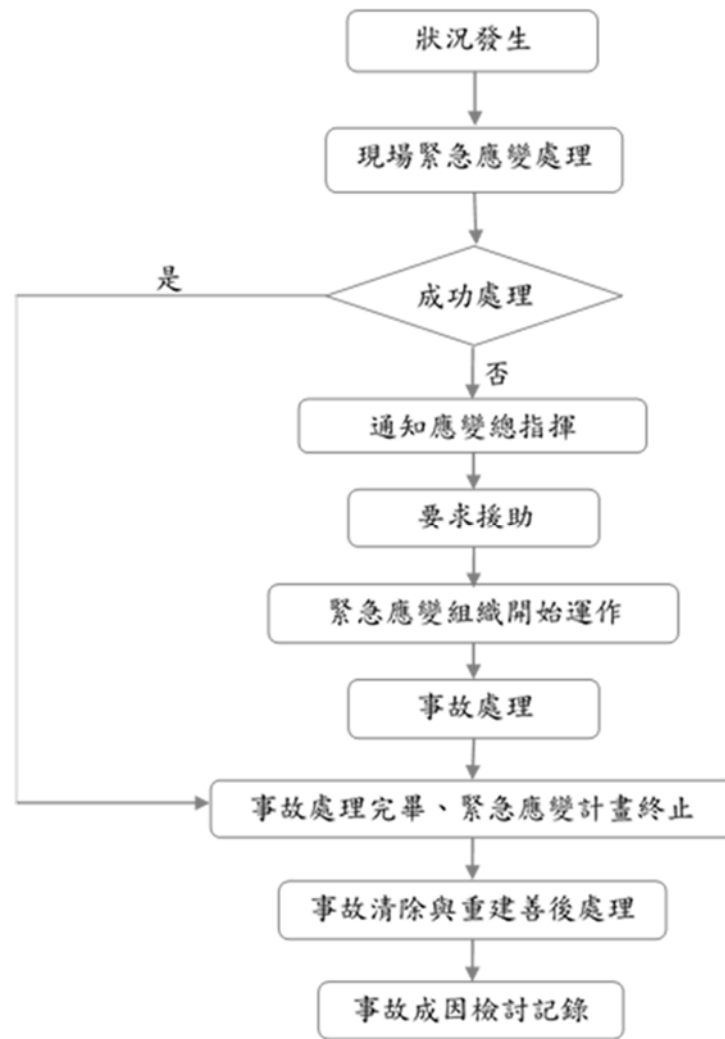 狀況發生
現場緊急應變處理
成功處理
是
否
通知應變總指揮
要求援助
緊急應變組織開始運作
事故處理
事故處理完畢、緊急應變計畫終止
事故清除與重建善後處理
事故成因檢討記錄